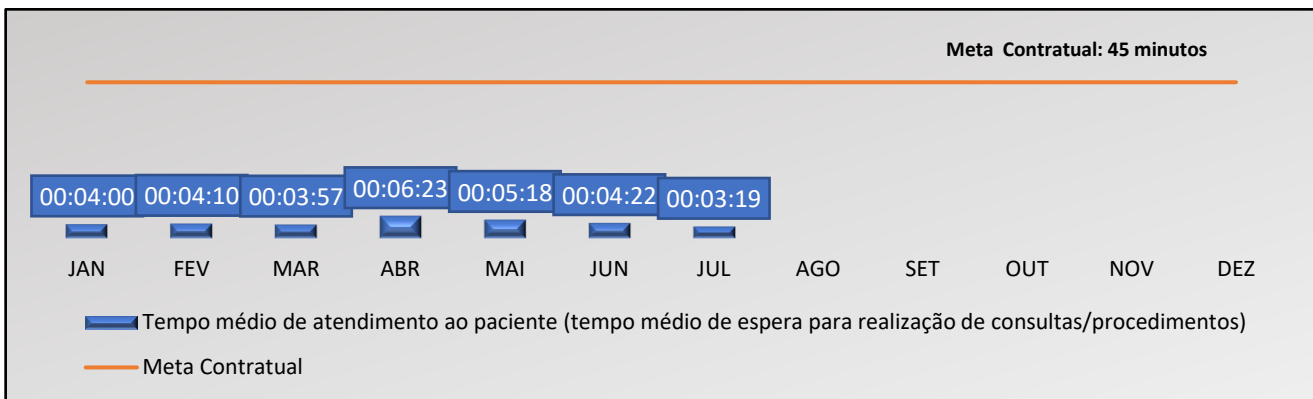 Meta Contratual: 45 minutos
00:04:00 00:04:10 00:03:57 00:06:23 00:05:18 00:04:22 00:03:19
JAN FEV MAR ABR MAI JUN JUL AGO SET OUT NOV DEZ
Tempo médio de atendimento ao paciente (tempo médio de espera para realização de consultas/procedimentos)
Meta Contratual